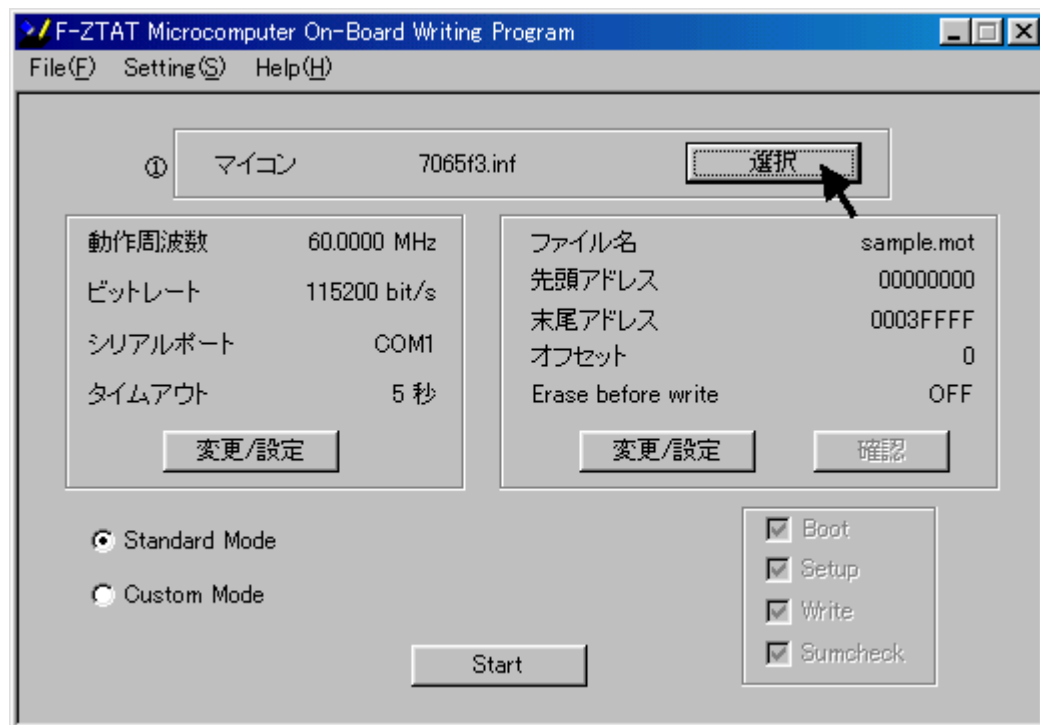 F-ZTAT Microcomputer On-Board Writing Program
File(F) Setting(S) Help(H)
① マイコン 7065f3.inf 選択
動作周波数 60.0000 MHz
ビットレート 115200 bit/s
シリアルポート COM1
タイムアウト 5 秒
変更/設定
ファイル名 sample.mot
先頭アドレス 00000000
末尾アドレス 0003FFFF
オフセット 0
Erase before write OFF
変更/設定 確認
Standard Mode
Custom Mode
Boot
Setup
Write
Sumcheck
Start